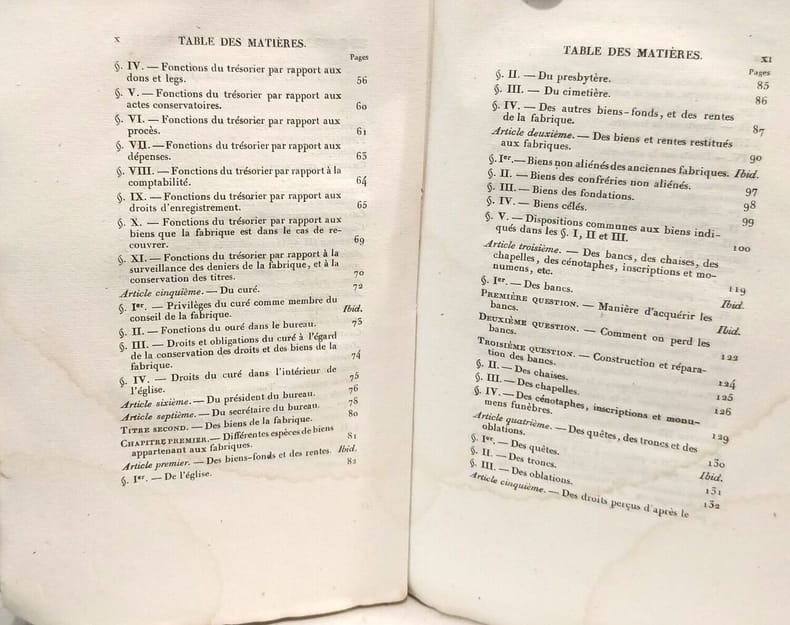 x
TABLE DES MATIÈRES.
Pages
§. IV. — Fonctions du trésorier par rapport aux
dons et legs. 56
§. V. — Fonctions du trésorier par rapport aux
actes conservatoires. 60
§. VI. — Fonctions du trésorier par rapport aux
procès. 61
§. VII. — Fonctions du trésorier par rapport aux
dépenses. 63
§. VIII. — Fonctions du trésorier par rapport à la
comptabilité. 64
§. IX. — Fonctions du trésorier par rapport aux
droits d'enregistrement. 65
§. X. — Fonctions du trésorier par rapport aux
biens que la fabrique est dans le cas de re-
couvrer. 69
§. XI. — Fonctions du trésorier par rapport à la
surveillance des deniers de la fabrique, et à la
conservation des titres. 70
Article cinquième. — Du curé. 72
§. Ier. — Privilèges du curé comme membre du
conseil de la fabrique. Ibid.
§. II. — Fonctions du curé dans le bureau. 73
§. III. — Droits et obligations du curé à l'égard
de la conservation des droits et des biens de la
fabrique. 74
§. IV. — Droits du curé dans l'intérieur de
l'église. 75
Article sixième. — Du président du bureau. 76
Article septième. — Du secrétaire du bureau. 78
TITRE SECOND. — Des biens de la fabrique. 80
CHAPITRE PREMIER. — Différentes espèces de biens
appartenant aux fabriques. 81
Article premier. — Des biens-fonds et des rentes. Ibid.
§. Ier. — De l'église. 82
TABLE DES MATIÈRES.
XI
Pages
§. II. — Du presbytère. 85
§. III. — Du cimetière. 86
§. IV. — Des autres biens-fonds, et des rentes
de la fabrique. 87
Article deuxième. — Des biens et rentes restitués
aux fabriques. 90
§. Ier. — Biens non aliénés des anciennes fabriques. Ibid.
§. II. — Biens des confréries non aliénés. 97
§. III. — Biens des fondations. 98
§. IV. — Biens célés. 99
§. V. — Dispositions communes aux biens indi-
qués dans les §. I, II et III. 100
Article troisième. — Des bancs, des chaises, des
chapelles, des cénotaphes, inscriptions et mo-
numens, etc. 119
§. Ier. — Des bancs. Ibid.
PREMIÈRE QUESTION. — Manière d'acquérir les
bancs. Ibid.
DEUXIÈME QUESTION. — Comment on perd les
bancs. 122
TROISIÈME QUESTION. — Construction et répara-
tion des bancs. 124
§. II. — Des chaises. 125
§. III. — Des chapelles. 126
§. IV. — Des cénotaphes, inscriptions et monu-
mens funèbres. 129
Article quatrième. — Des quêtes, des troncs et des
oblations. 130
§. Ier. — Des quêtes. Ibid.
§. II. — Des troncs. 131
§. III. — Des oblations. 132
Article cinquième. — Des droits perçus d'après le